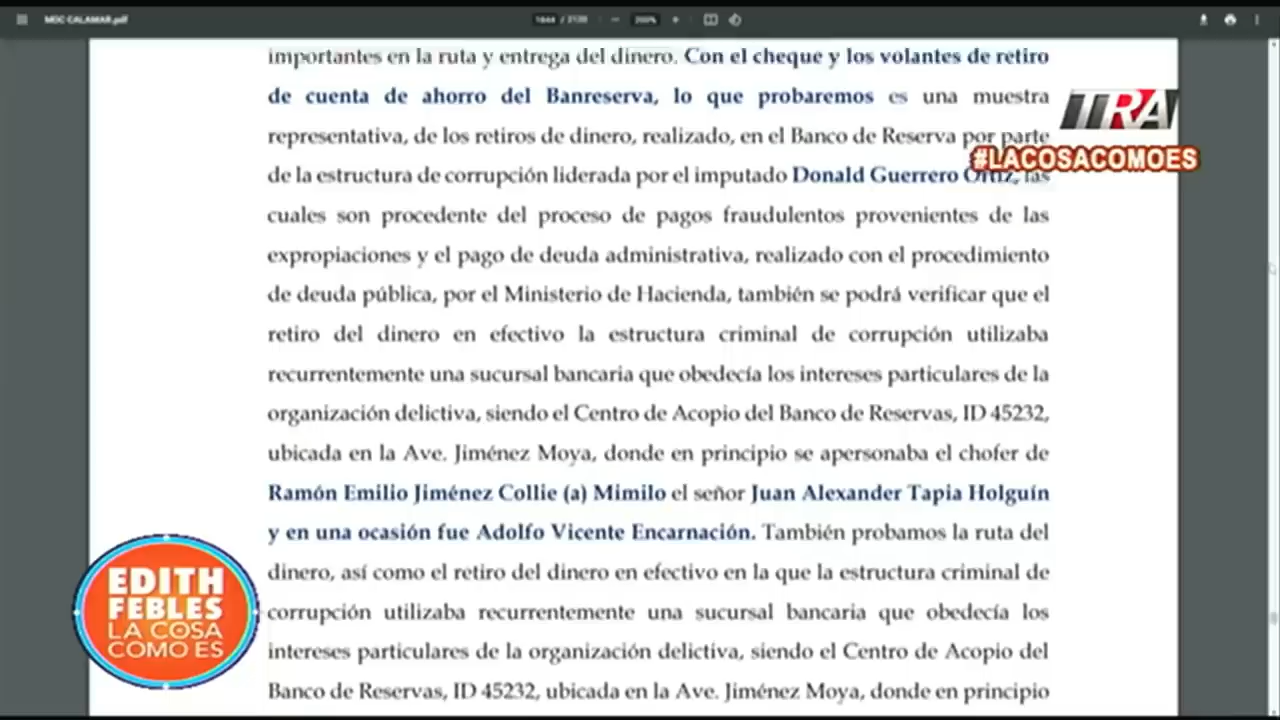 MDC CALAMAR.pdf
1644 / 2120 — 200% +
importantes en la ruta y entrega del dinero. Con el cheque y los volantes de retiro
de cuenta de ahorro del Banreserva, lo que probaremos es una muestra
representativa, de los retiros de dinero, realizado, en el Banco de Reserva por parte
de la estructura de corrupción liderada por el imputado Donald Guerrero Ortiz, las
cuales son procedente del proceso de pagos fraudulentos provenientes de las
expropiaciones y el pago de deuda administrativa, realizado con el procedimiento
de deuda pública, por el Ministerio de Hacienda, también se podrá verificar que el
retiro del dinero en efectivo la estructura criminal de corrupción utilizaba
recurrentemente una sucursal bancaria que obedecía los intereses particulares de la
organización delictiva, siendo el Centro de Acopio del Banco de Reservas, ID 45232,
ubicada en la Ave. Jiménez Moya, donde en principio se apersonaba el chofer de
Ramón Emilio Jiménez Collie (a) Mimilo el señor Juan Alexander Tapia Holguín
y en una ocasión fue Adolfo Vicente Encarnación. También probamos la ruta del
dinero, así como el retiro del dinero en efectivo en la que la estructura criminal de
corrupción utilizaba recurrentemente una sucursal bancaria que obedecía los
intereses particulares de la organización delictiva, siendo el Centro de Acopio del
Banco de Reservas, ID 45232, ubicada en la Ave. Jiménez Moya, donde en principio
TRA
#LACOSACOMOES
EDITH
FEBLES
LA COSA
COMO ES